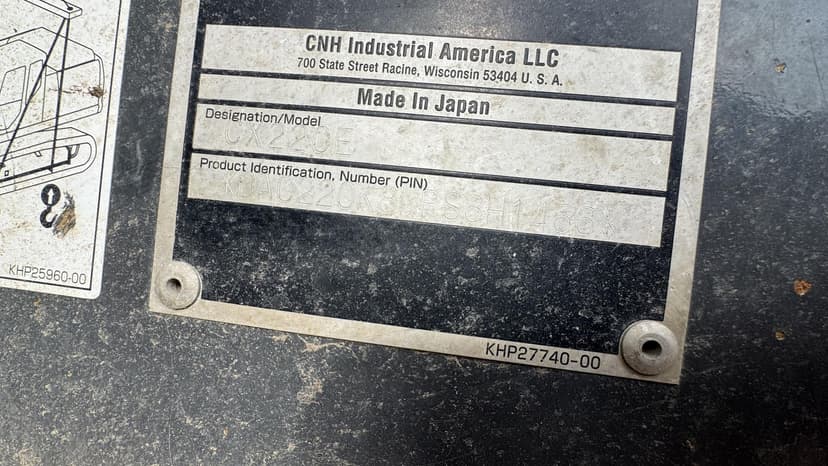 CNH Industrial America LLC
700 State Street Racine, Wisconsin 53404 U. S. A.
Made In Japan
Designation/Model
CX220E
Product Identification, Number (PIN)
KHP25960-00
KHP27740-00